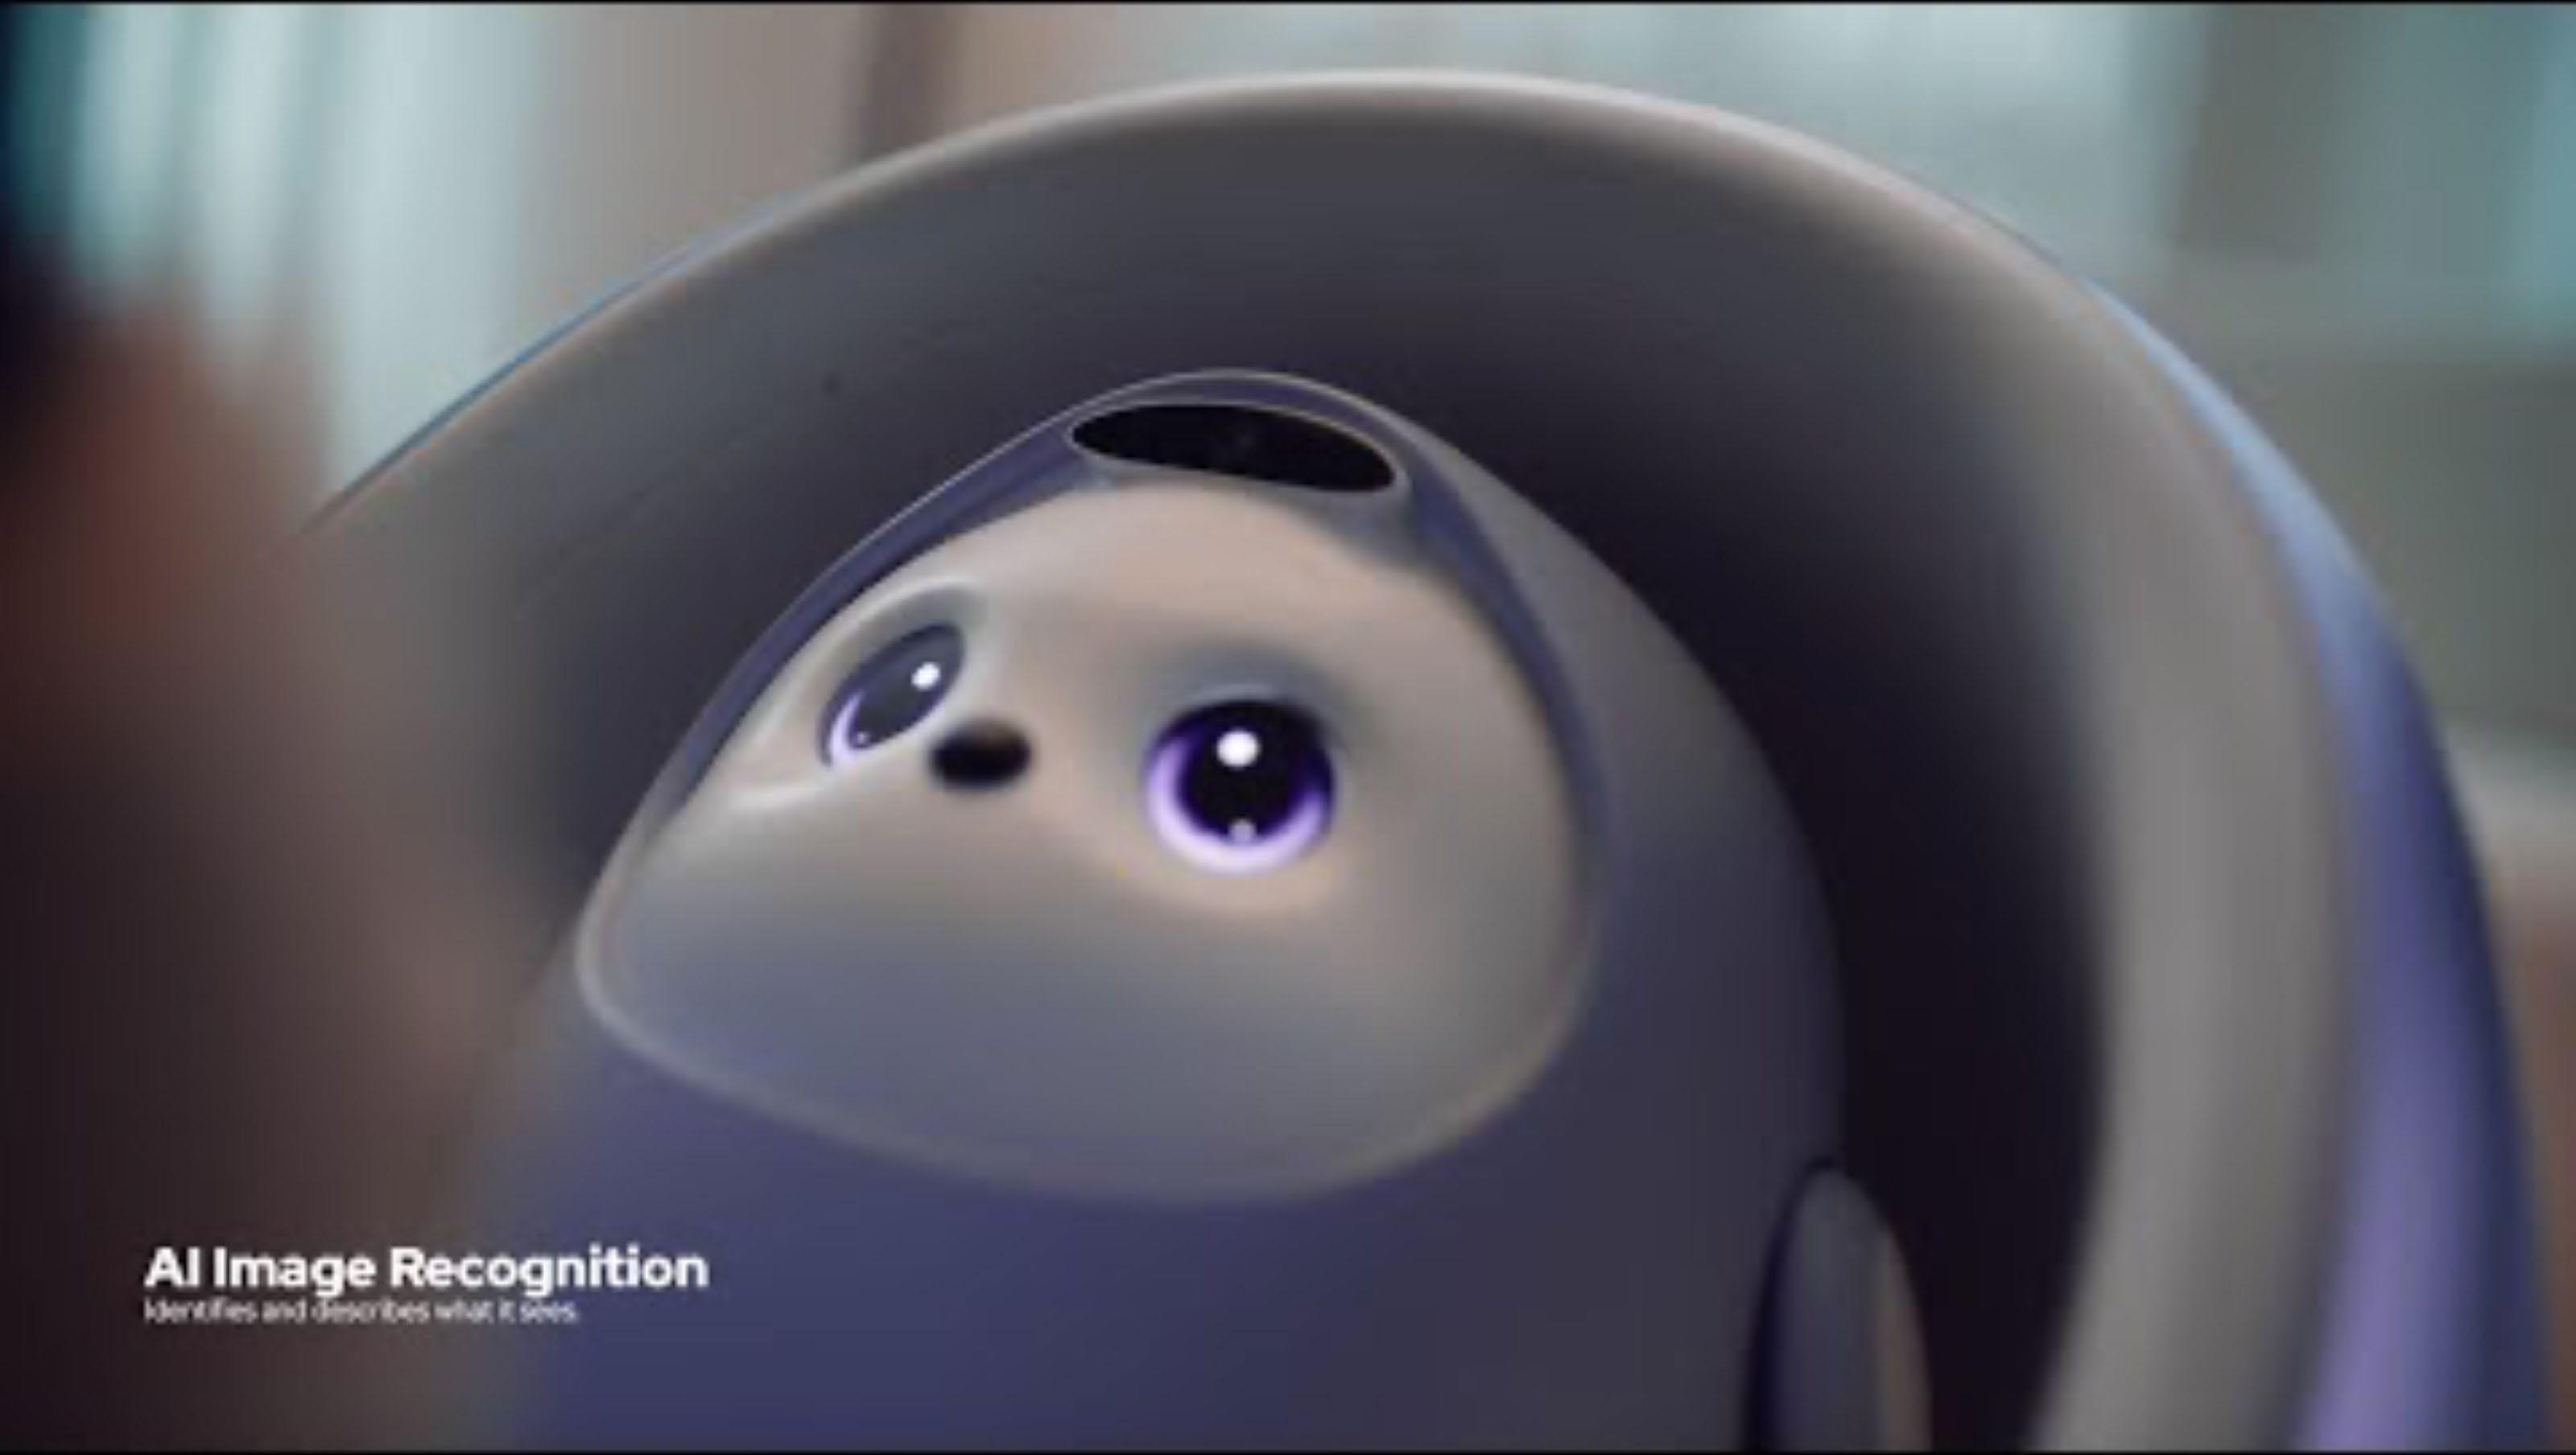 AI Image Recognition
Identifies and describes what it sees.